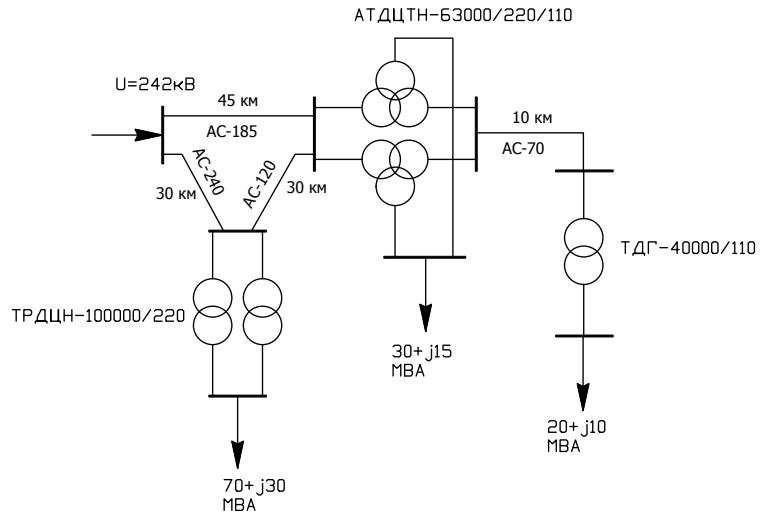 АТДЦТН-63000/220/110
U=242кВ
45 км
АС-185
10 км
АС-70
АС-240
30 км
АС-120
30 км
ТДГ-40000/110
ТРДЦН-100000/220
30+j15
МВА
20+j10
МВА
70+j30
МВА